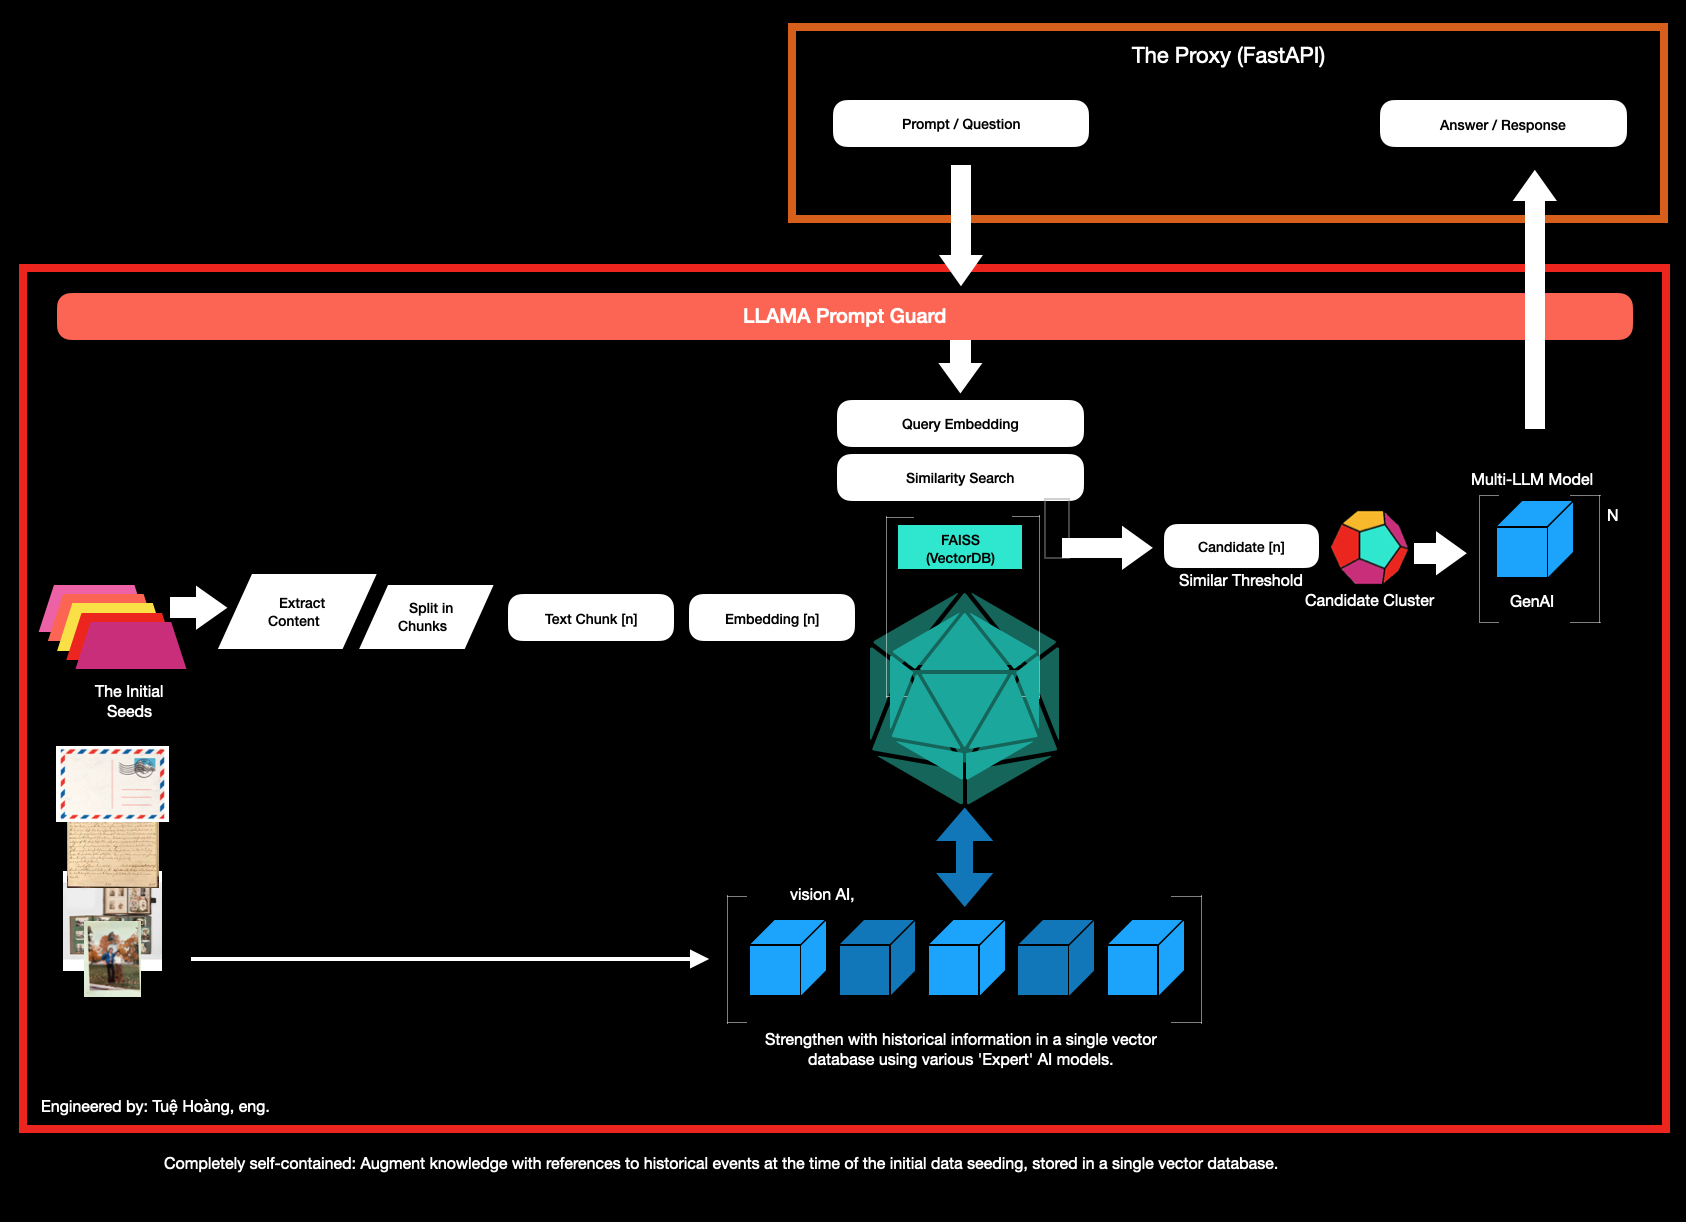 The Proxy (FastAPI)
Prompt / Question
Answer / Response
LLAMA Prompt Guard
Query Embedding
Similarity Search
FAISS
(VectorDB)
Candidate [n]
Similar Threshold
Candidate Cluster
Multi-LLM Model
N
GenAI
Extract
Content
Split in
Chunks
Text Chunk [n]
Embedding [n]
The Initial
Seeds
vision AI,
Strengthen with historical information in a single vector
database using various 'Expert' AI models.
Engineered by: Tuệ Hoàng, eng.
Completely self-contained: Augment knowledge with references to historical events at the time of the initial data seeding, stored in a single vector database.